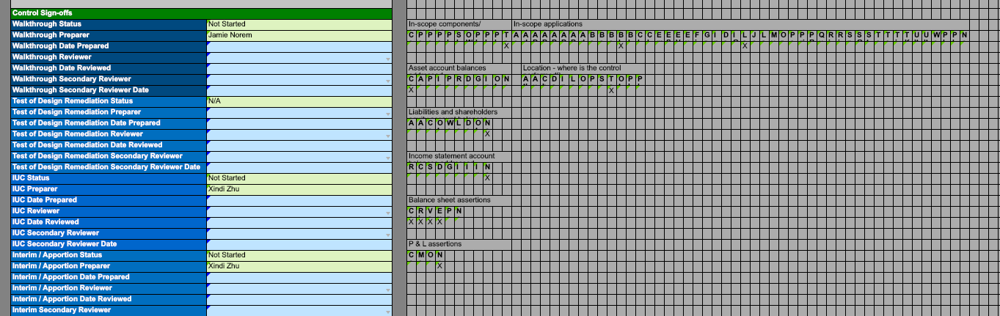 Control Sign-offs
Walkthrough Status Not Started In-scope components/ In-scope applications
Walkthrough Preparer Jamie Norem C P P P P S O P P P T A A A A A A A A B B B B B C C E E E E F G I D I L J L M O P P P Q R R S S S T T T T U U W P P N
Walkthrough Date Prepared X X X
Walkthrough Reviewer
Walkthrough Date Reviewed Asset account balances Location - where is the control
Walkthrough Secondary Reviewer C A P I P R D G I O N A A C D I L O P S T O P P
Walkthrough Secondary Reviewer Date X X
Test of Design Remediation Status N/A
Test of Design Remediation Preparer Liabilities and shareholders
Test of Design Remediation Date Prepared A A C O W L D O N
Test of Design Remediation Reviewer X
Test of Design Remediation Date Reviewed
Test of Design Remediation Secondary Reviewer Income statement account
Test of Design Remediation Secondary Reviewer Date R C S D G I I I N
IUC Status Not Started X
IUC Preparer Xindi Zhu
IUC Date Prepared Balance sheet assertions
IUC Reviewer C R V E P N
IUC Date Reviewed X X X X
IUC Secondary Reviewer
IUC Secondary Reviewer Date P & L assertions
Interim / Apportion Status Not Started C M O N
Interim / Apportion Preparer Xindi Zhu X
Interim / Apportion Date Prepared
Interim / Apportion Reviewer
Interim / Apportion Date Reviewed
Interim Secondary Reviewer